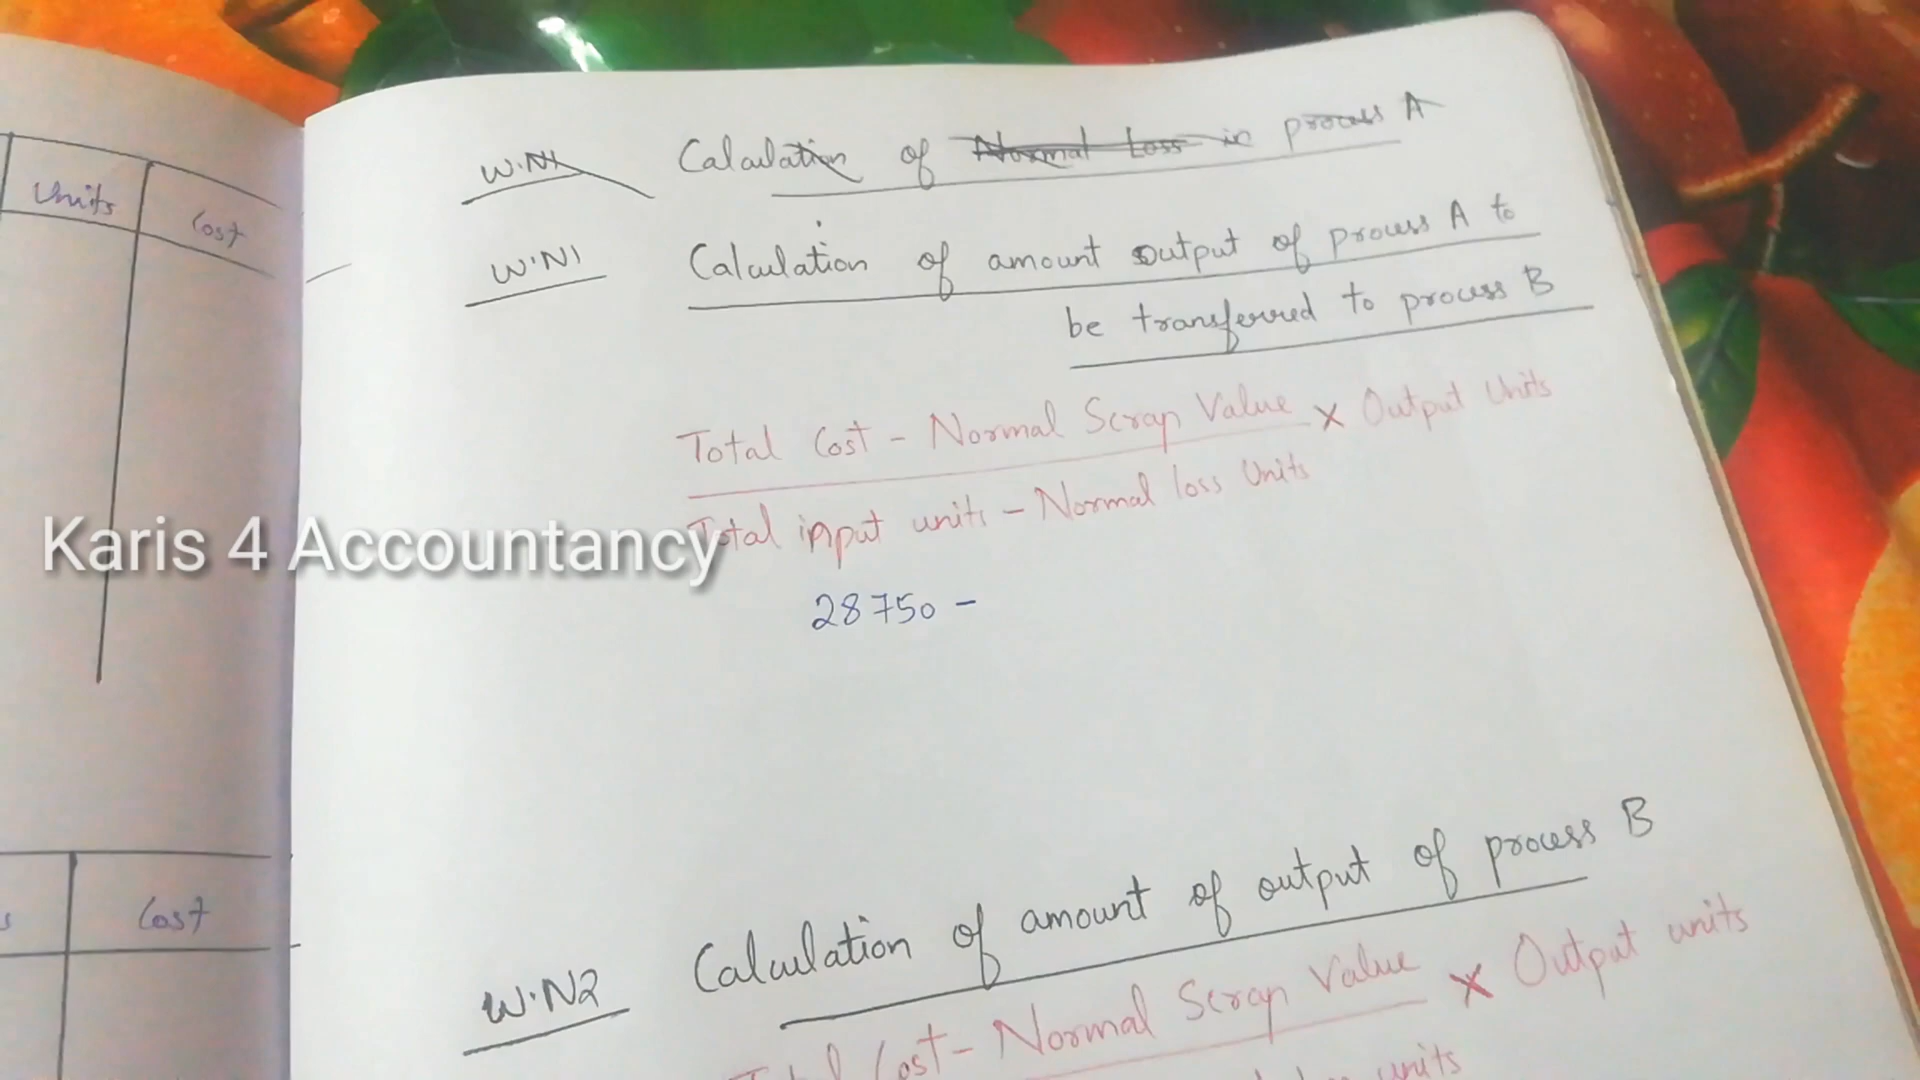 Units
Cost
W.N1 Calculation of Normal Loss in process A
W.N1 Calculation of amount output of process A to
be transferred to process B
Total Cost - Normal Scrap Value x Output Units
Total input units - Normal loss Units
Karis 4 Accountancy
28750 -
Cost
W.N2 Calculation of amount of output of process B
Cost - Normal Scrap Value x Output units
units